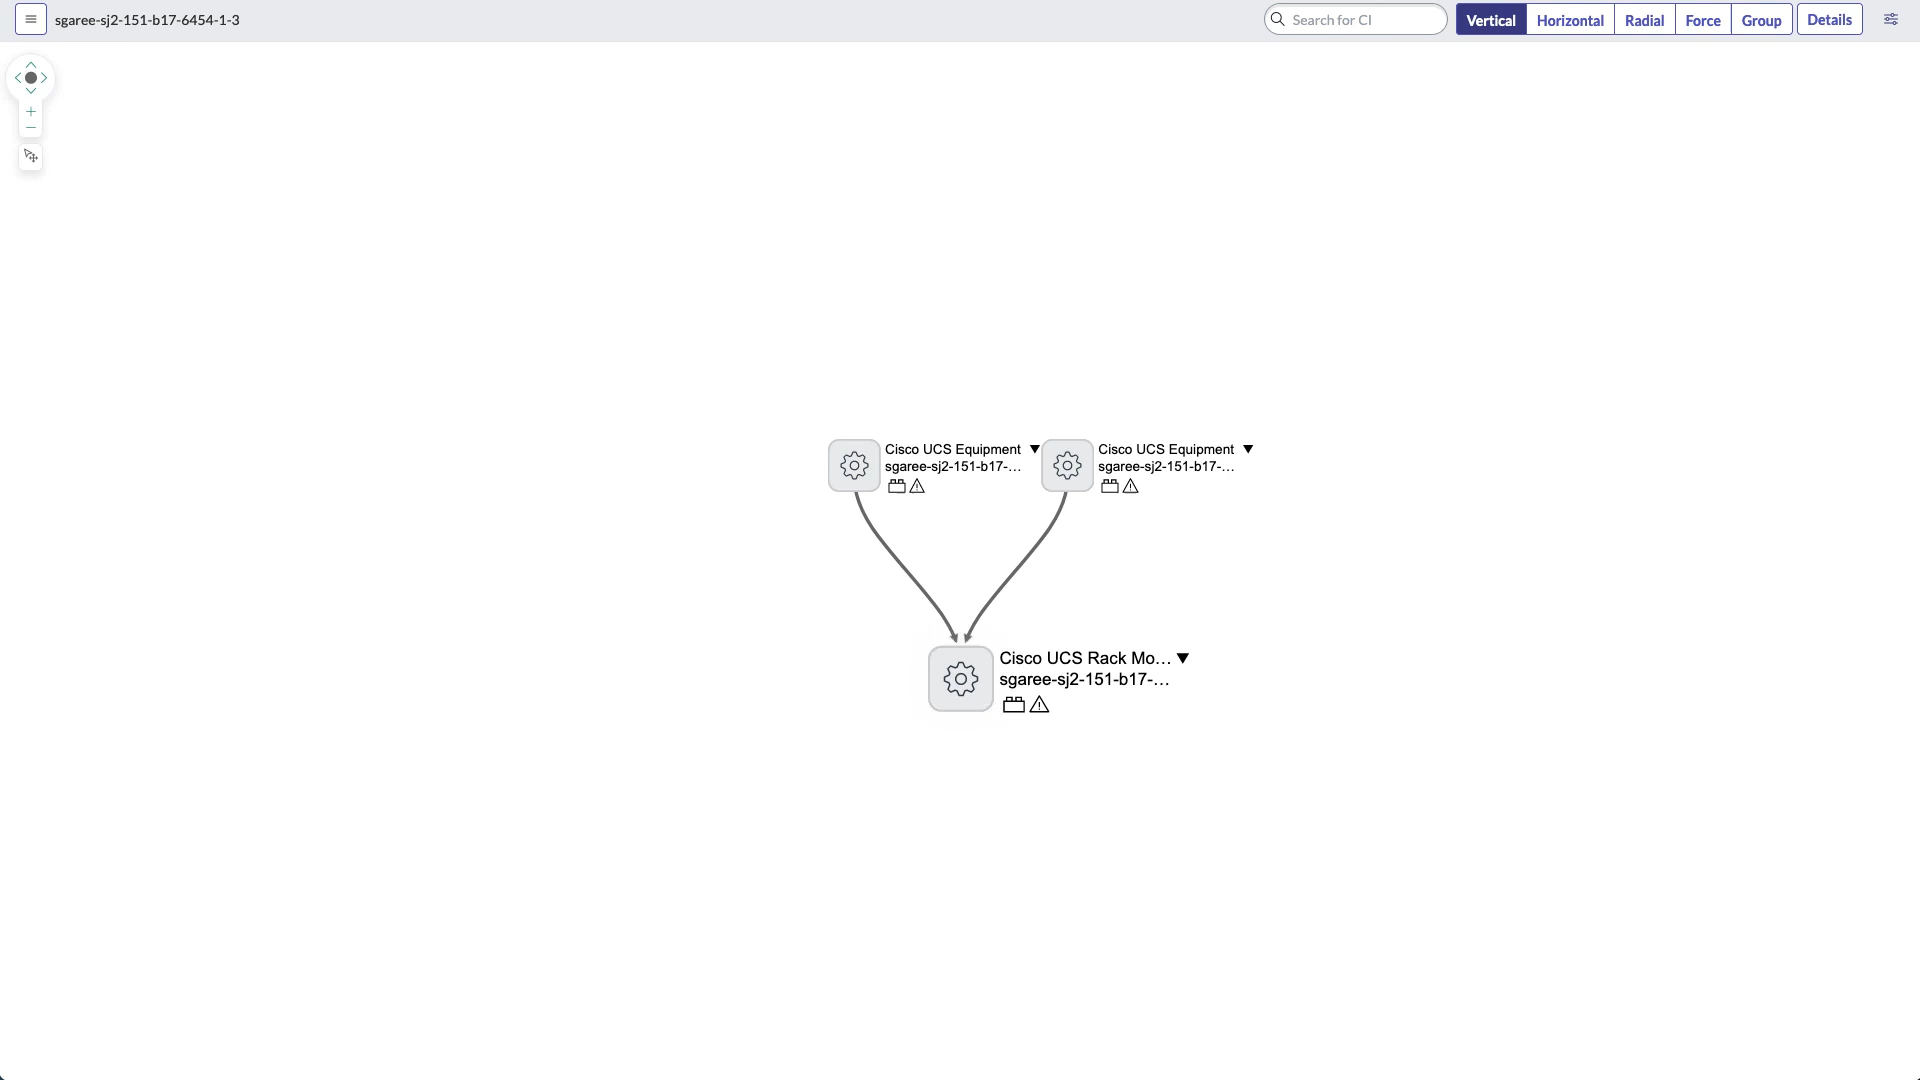 sgaree-sj2-151-b17-6454-1-3
Search for CI
Vertical
Horizontal
Radial
Force
Group
Details
Cisco UCS Equipment
sgaree-sj2-151-b17-...
Cisco UCS Equipment
sgaree-sj2-151-b17-...
Cisco UCS Rack Mo...
sgaree-sj2-151-b17-...